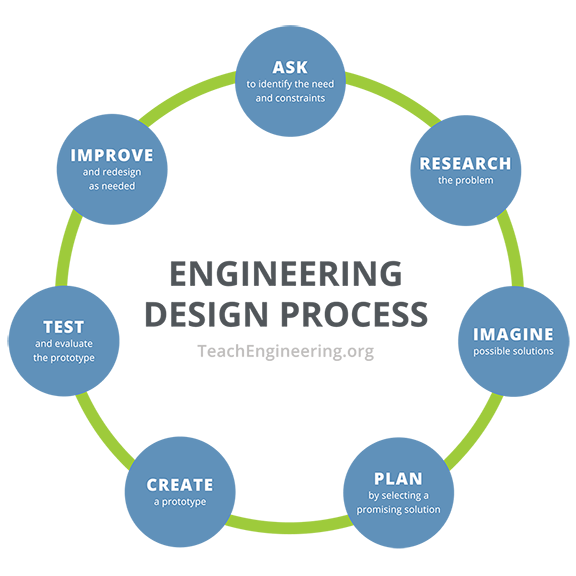 ASK
to identify the need
and constraints
RESEARCH
the problem
IMAGINE
possible solutions
PLAN
by selecting a
promising solution
CREATE
a prototype
TEST
and evaluate
the prototype
IMPROVE
and redesign
as needed
ENGINEERING
DESIGN PROCESS
TeachEngineering.org